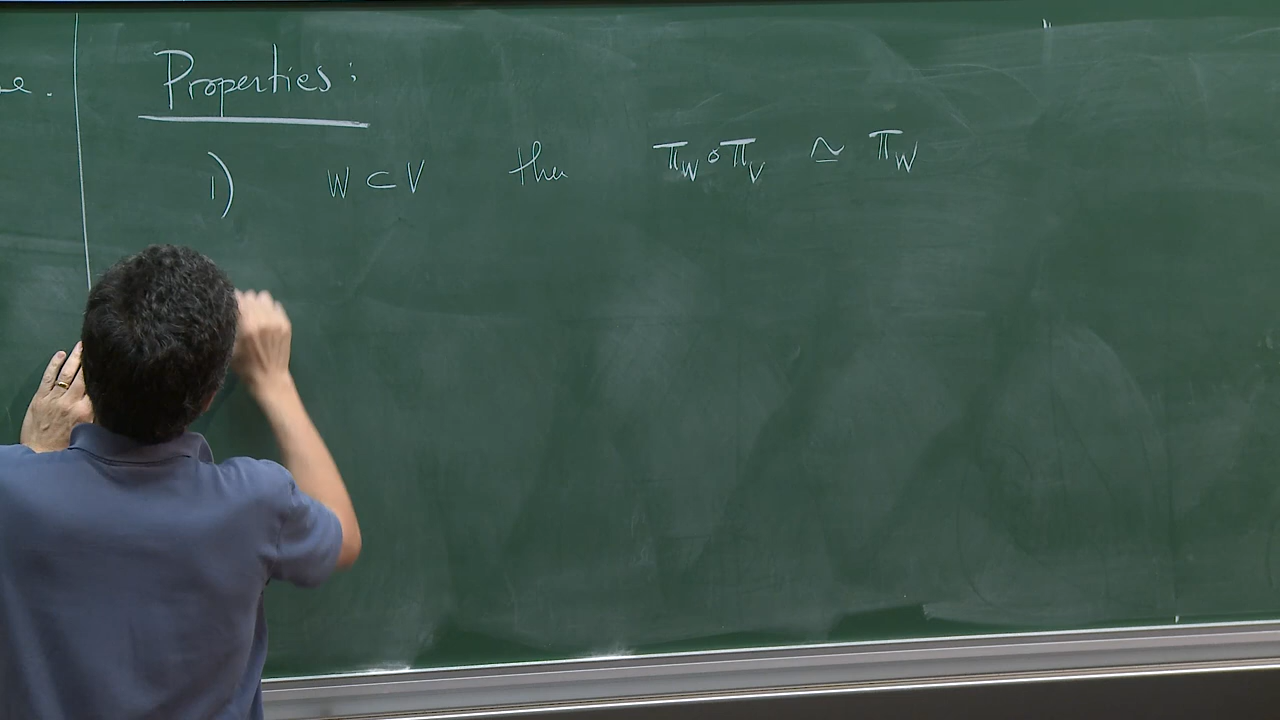 e.
Properties:
1) W ⊂ V then π_W ∘ π_V ≃ π_W